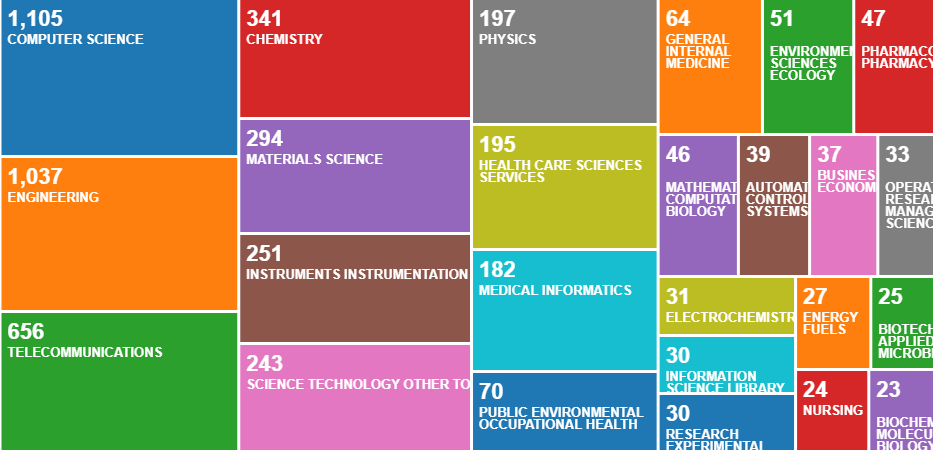 1,105
COMPUTER SCIENCE
1,037
ENGINEERING
656
TELECOMMUNICATIONS
341
CHEMISTRY
294
MATERIALS SCIENCE
251
INSTRUMENTS INSTRUMENTATION
243
SCIENCE TECHNOLOGY OTHER TO
197
PHYSICS
195
HEALTH CARE SCIENCES
SERVICES
182
MEDICAL INFORMATICS
70
PUBLIC ENVIRONMENTAL
OCCUPATIONAL HEALTH
64
GENERAL
INTERNAL
MEDICINE
51
ENVIRONMEN
SCIENCES
ECOLOGY
47
PHARMACO
PHARMACY
46
MATHEMAT
COMPUTAT
BIOLOGY
39
AUTOMAT
CONTROL
SYSTEMS
37
BUSINES
ECONOM
33
OPERAT
RESEAR
MANAG
SCIENC
31
ELECTROCHEMISTR
30
INFORMATION
SCIENCE LIBRARY
30
RESEARCH
EXPERIMENTAL
27
ENERGY
FUELS
25
BIOTECH
APPLIED
MICROBI
24
NURSING
23
BIOCHEM
MOLECU
BIOLOGY